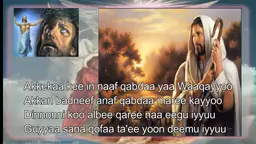 Akkekaa kee in naaf qabdaa yaa Waaqayyoo
Akkan badneef anaf qabdaa maree kayyoo
Dinnonni koo albee qaree naa eegu iyyuu
Guyyaa sana qofaa ta'ee yoon deemu iyyuu